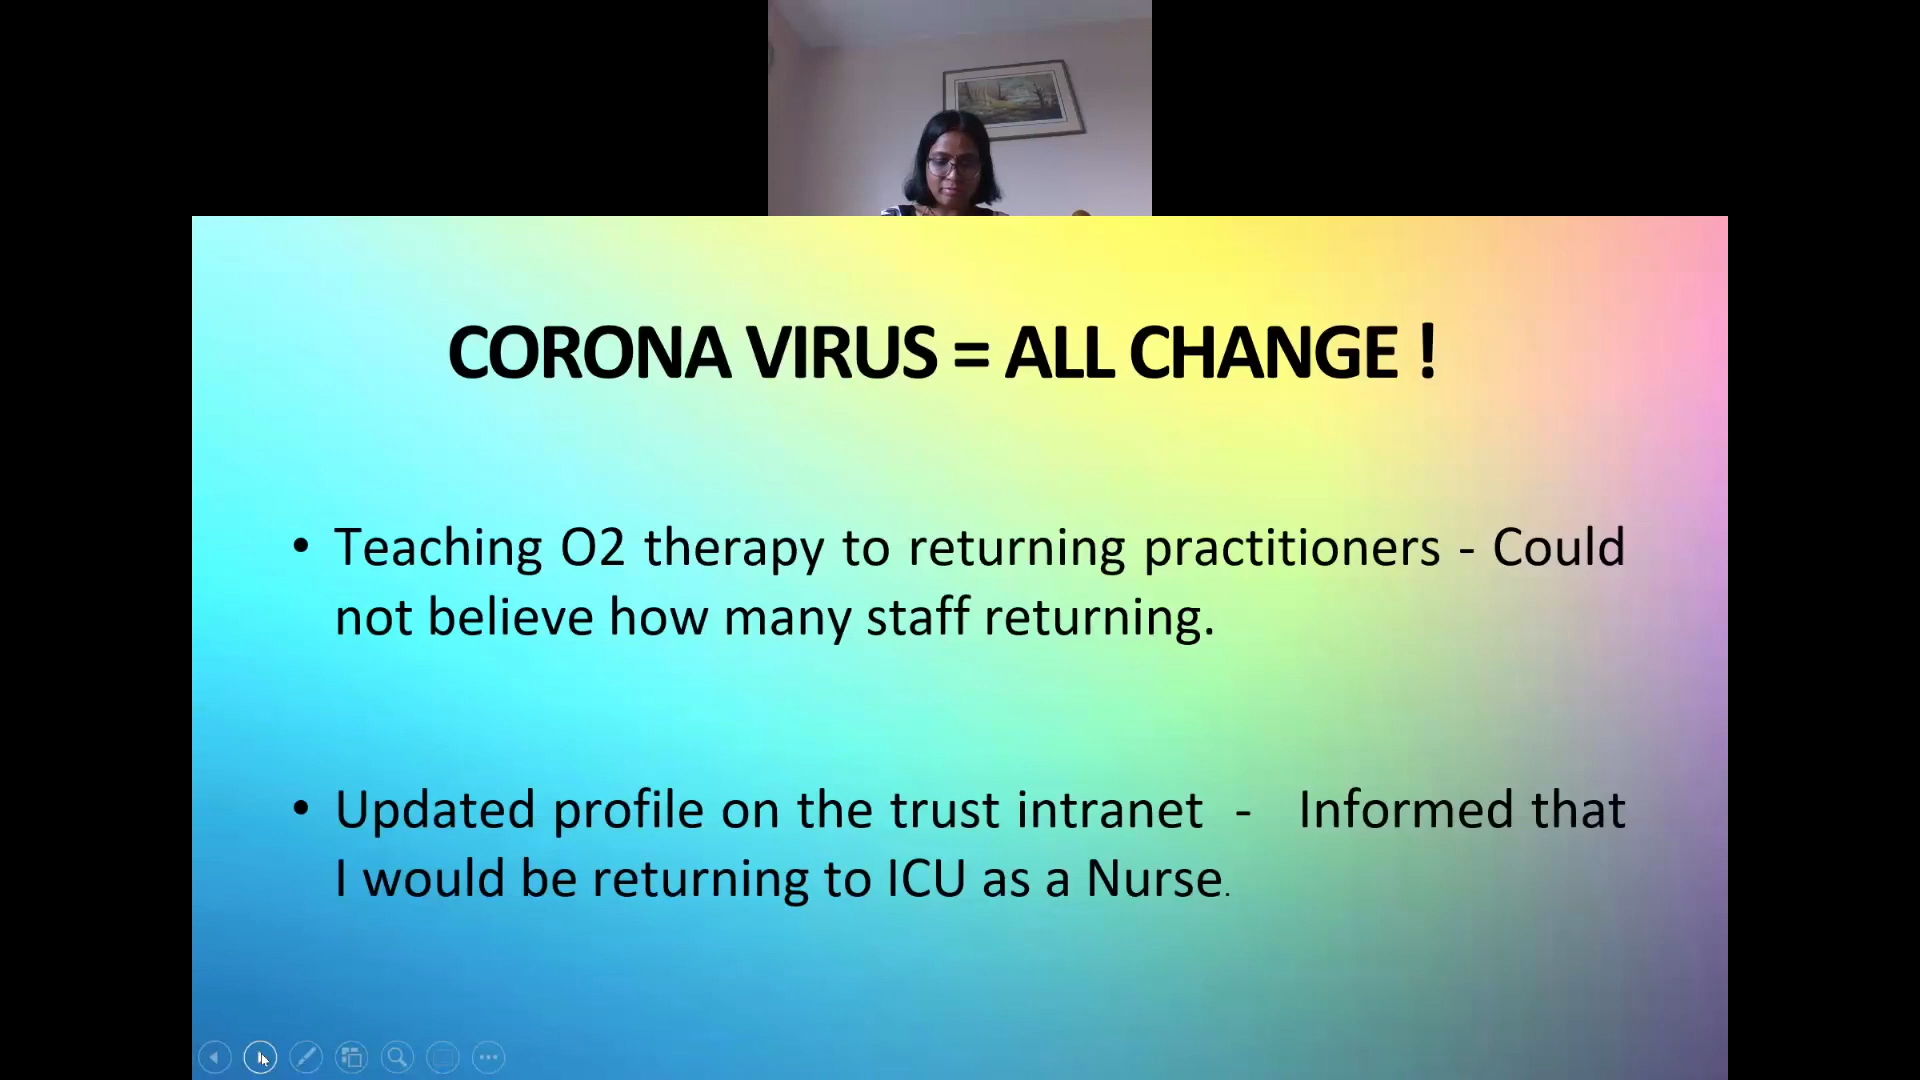 CORONA VIRUS = ALL CHANGE !
• Teaching O2 therapy to returning practitioners - Could
not believe how many staff returning.
• Updated profile on the trust intranet - Informed that
I would be returning to ICU as a Nurse.